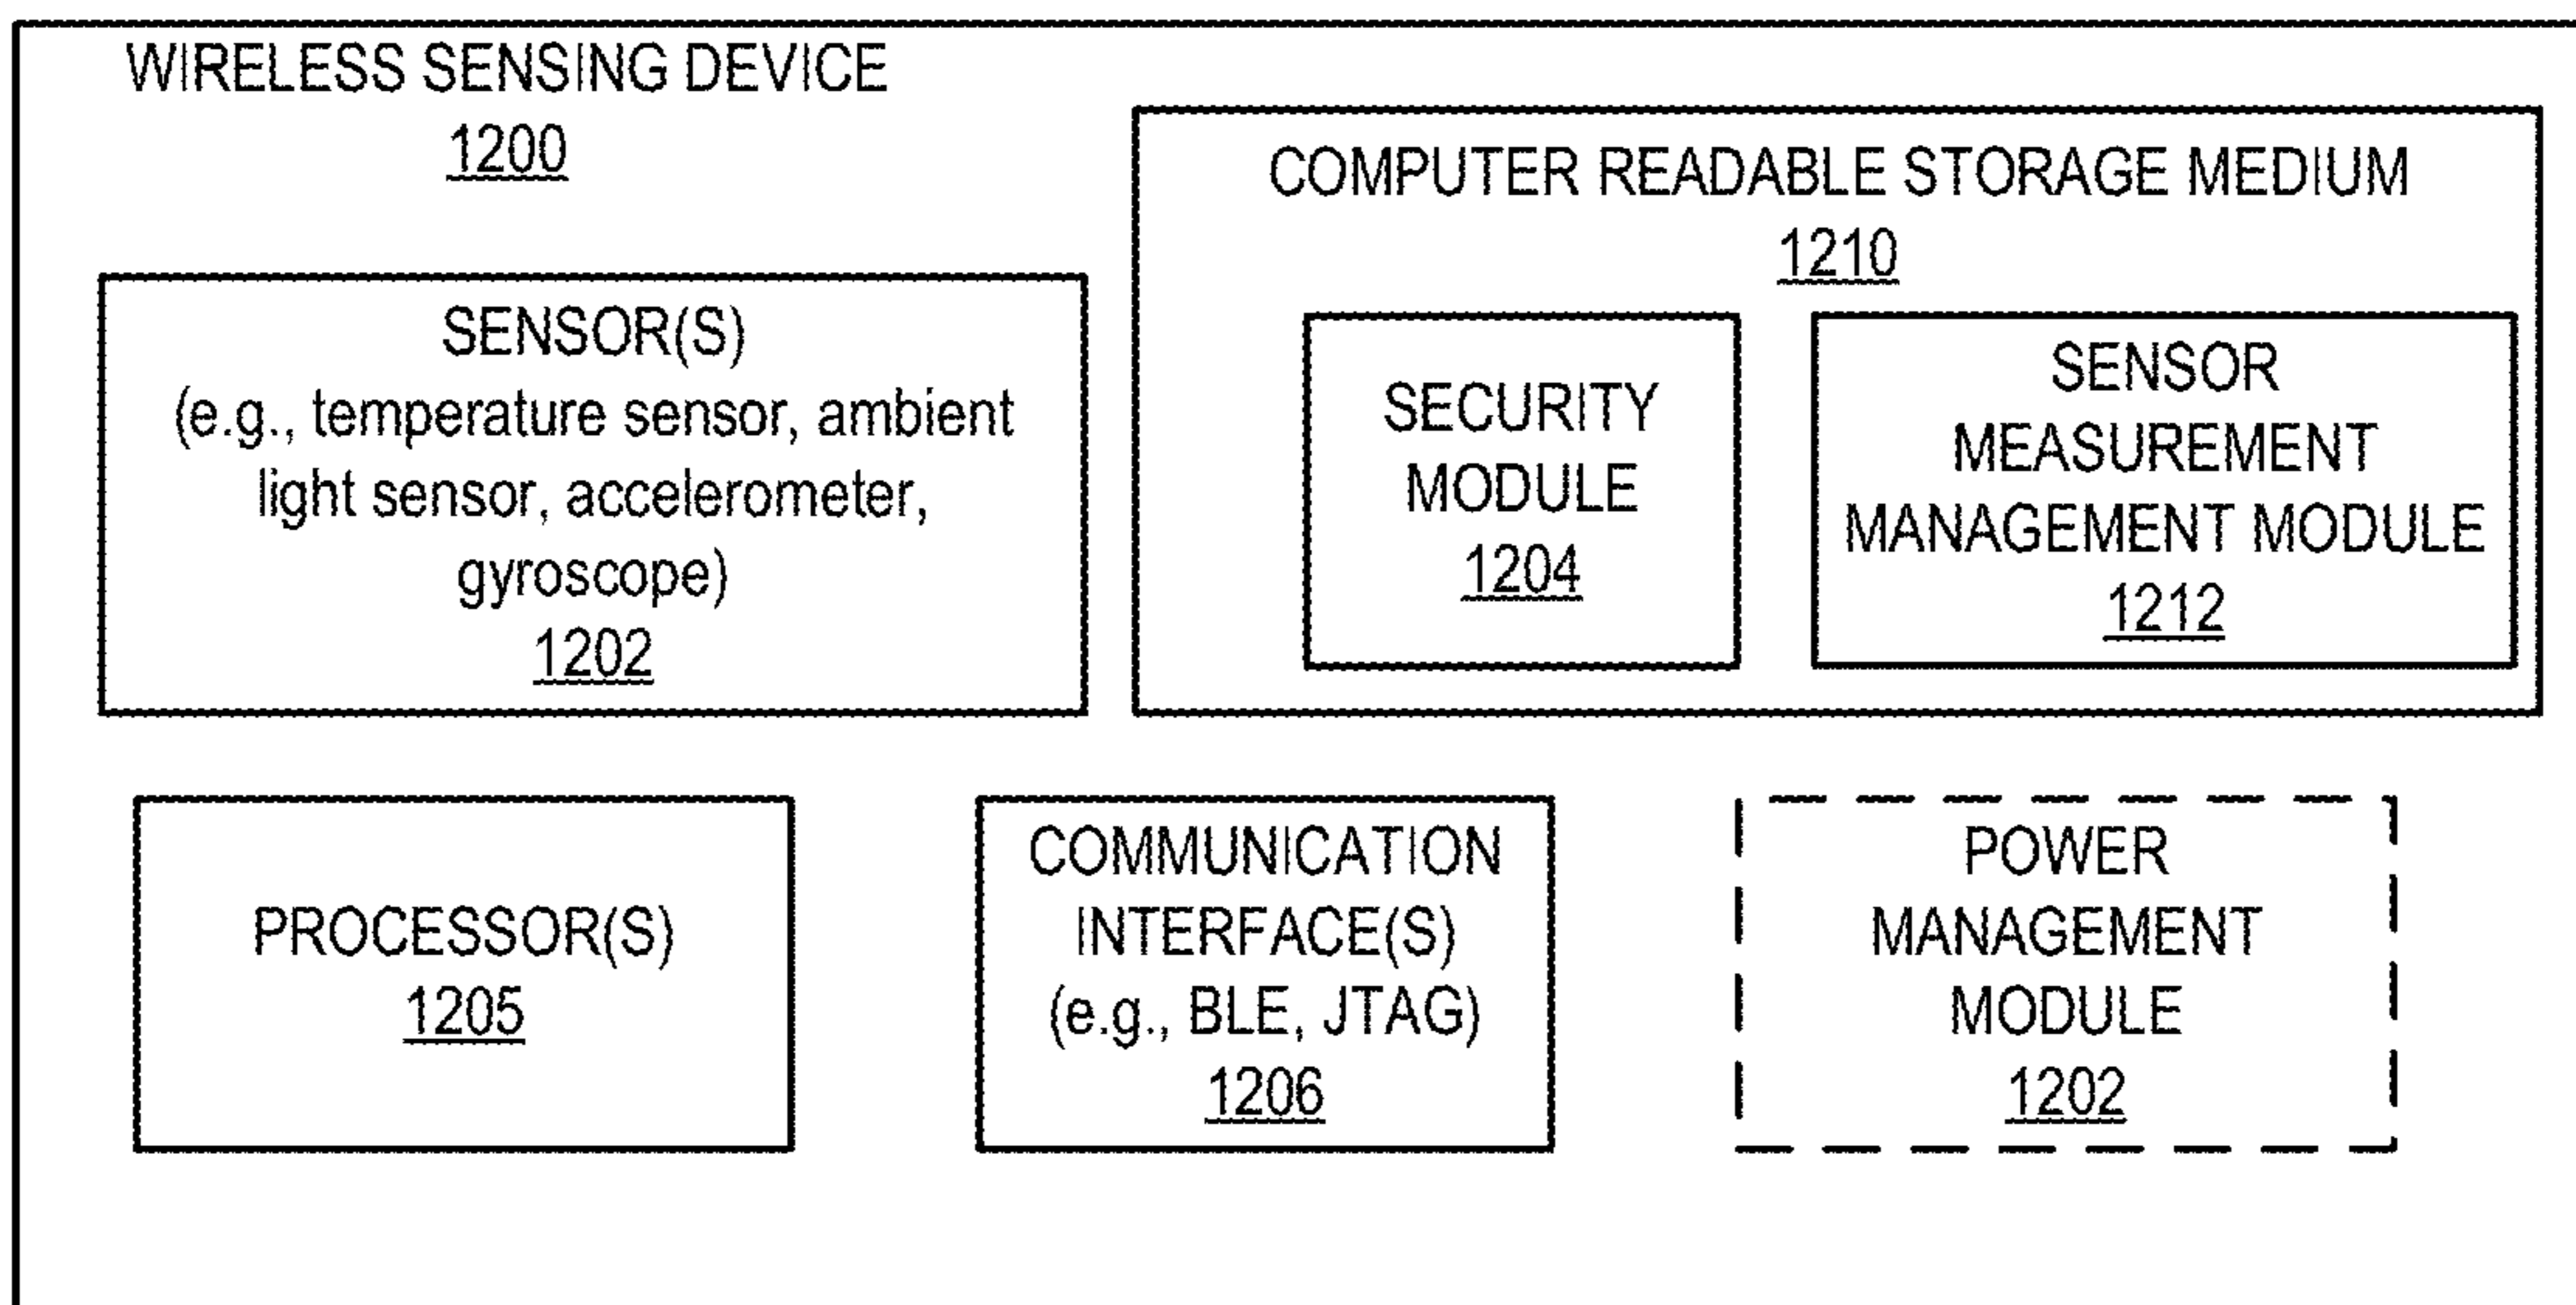 WIRELESS SENSING DEVICE
1200
SENSOR(S)
(e.g., temperature sensor, ambient
light sensor, accelerometer,
gyroscope)
1202
COMPUTER READABLE STORAGE MEDIUM
1210
SECURITY
MODULE
1204
SENSOR
MEASUREMENT
MANAGEMENT MODULE
1212
PROCESSOR(S)
1205
COMMUNICATION
INTERFACE(S)
(e.g., BLE, JTAG)
1206
POWER
MANAGEMENT
MODULE
1202